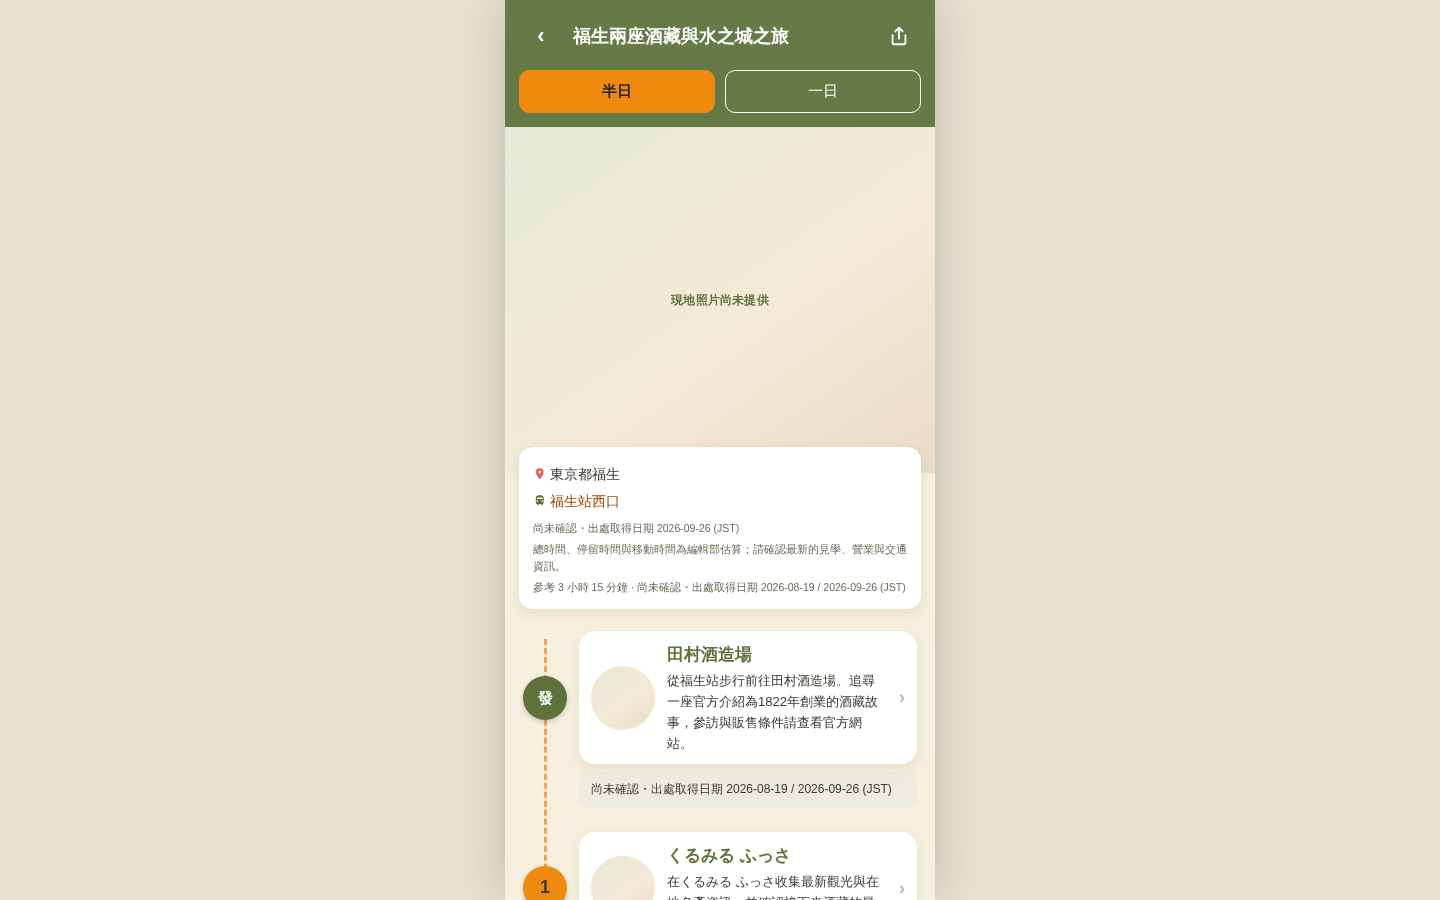 福生兩座酒藏與水之城之旅
半日
一日
現地照片尚未提供
東京都福生
福生站西口
尚未確認・出處取得日期 2026-09-26 (JST)
總時間、停留時間與移動時間為編輯部估算；請確認最新的見學、營業與交通
資訊。
參考 3 小時 15 分鐘 · 尚未確認・出處取得日期 2026-08-19 / 2026-09-26 (JST)
發
田村酒造場
從福生站步行前往田村酒造場。追尋
一座官方介紹為1822年創業的酒藏故
事，參訪與販售條件請查看官方網
站。
尚未確認・出處取得日期 2026-08-19 / 2026-09-26 (JST)
1
くるみる ふっさ
在くるみる ふっさ收集最新觀光與在